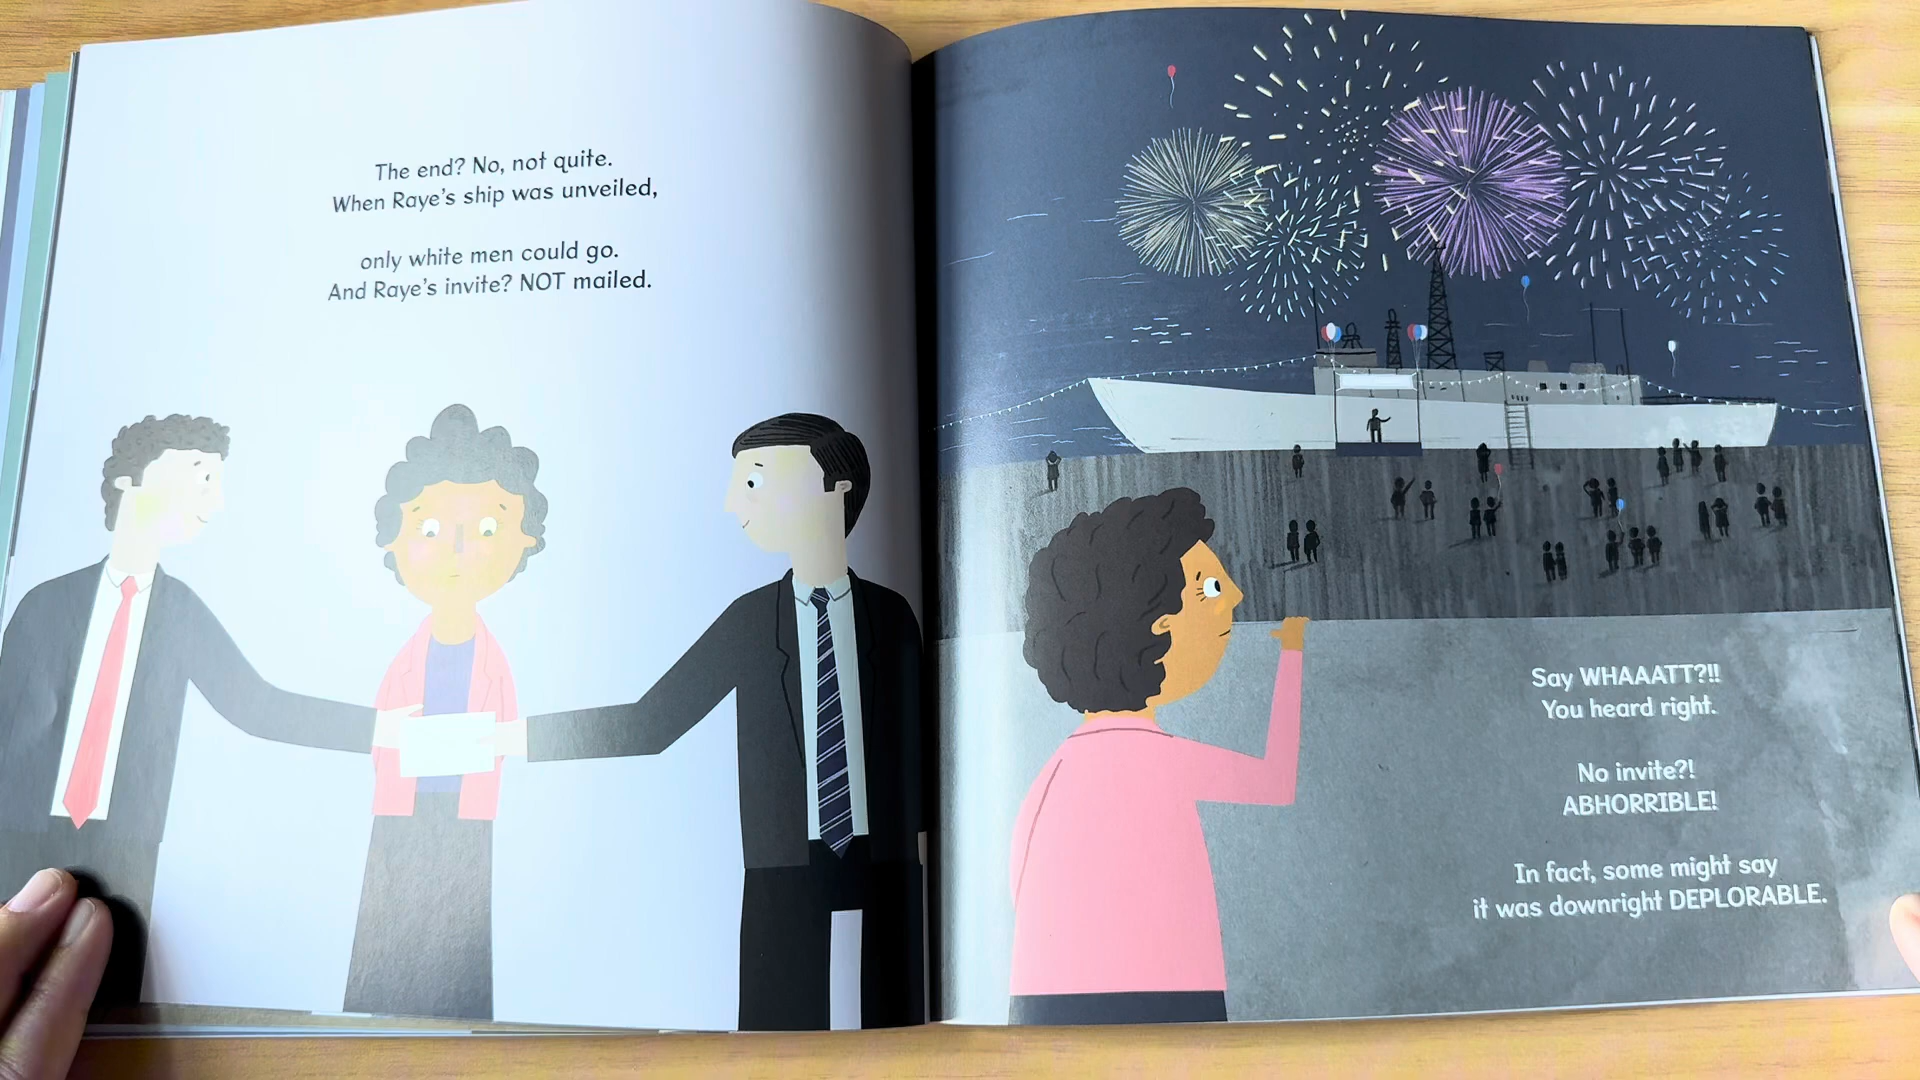 The end? No, not quite.
When Raye's ship was unveiled,
only white men could go.
And Raye's invite? NOT mailed.
Say WHAAATT?!!
You heard right.
No invite?!
ABHORRIBLE!
In fact, some might say
it was downright DEPLORABLE.